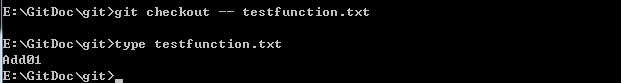 E:\GitDoc\git>git checkout -- testfunction.txt
E:\GitDoc\git>type testfunction.txt
Add01
E:\GitDoc\git>_